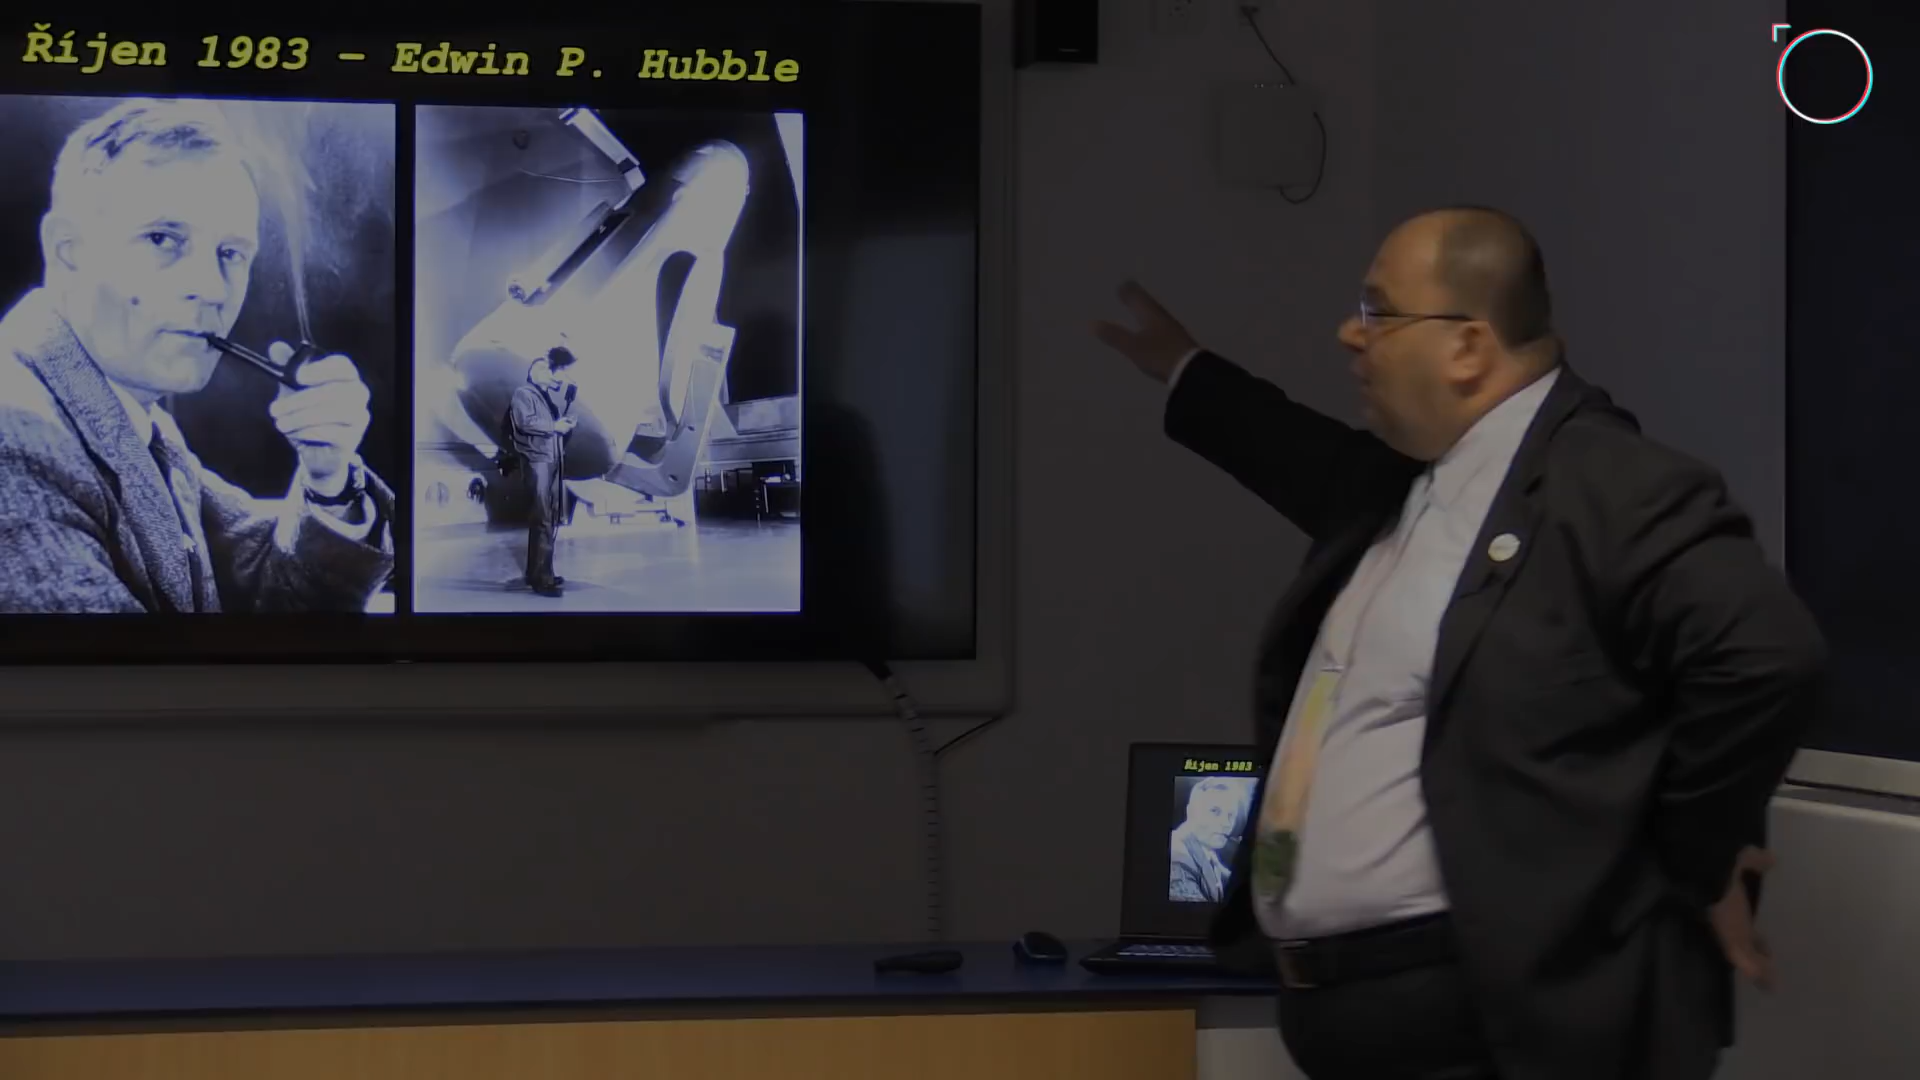 Říjen 1983 – Edwin P. Hubble
Říjen 1983 -